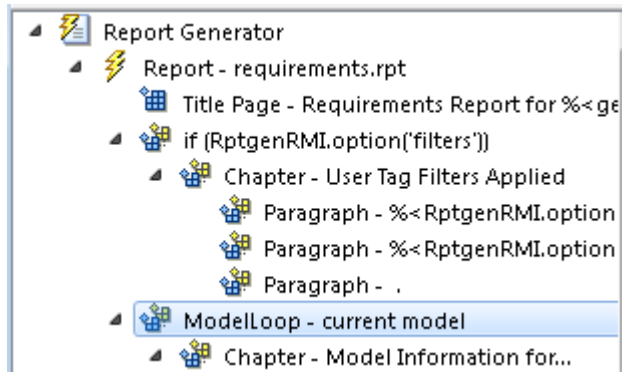 Report Generator
Report - requirements.rpt
Title Page - Requirements Report for %<ge
if (RptgenRMI.option('filters'))
Chapter - User Tag Filters Applied
Paragraph - %<RptgenRMI.option
Paragraph - %<RptgenRMI.option
Paragraph - .
ModelLoop - current model
Chapter - Model Information for...